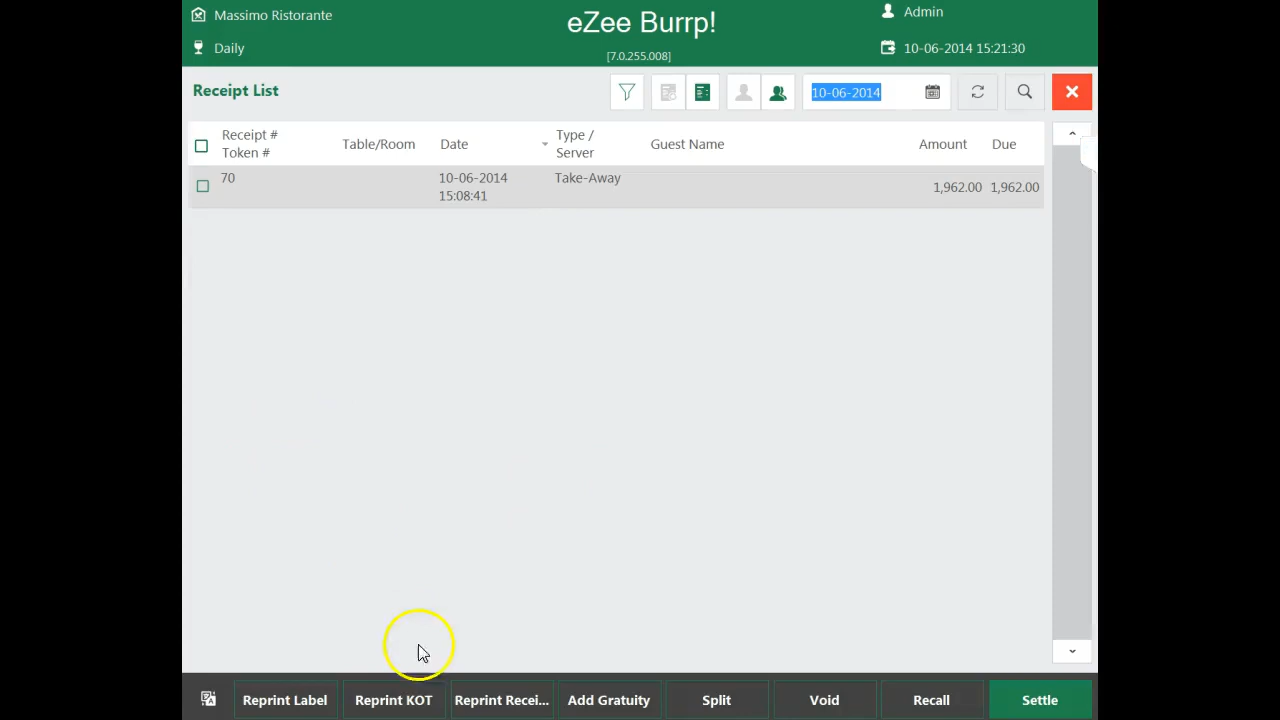 Massimo Ristorante
eZee Burrp!
Admin
Daily
[7.0.255.008]
10-06-2014 15:21:30
Receipt List
10-06-2014
Receipt #
Token #
Table/Room
Date
Type /
Server
Guest Name
Amount
Due
70
10-06-2014
15:08:41
Take-Away
1,962.00
1,962.00
Reprint Label
Reprint KOT
Reprint Recei...
Add Gratuity
Split
Void
Recall
Settle